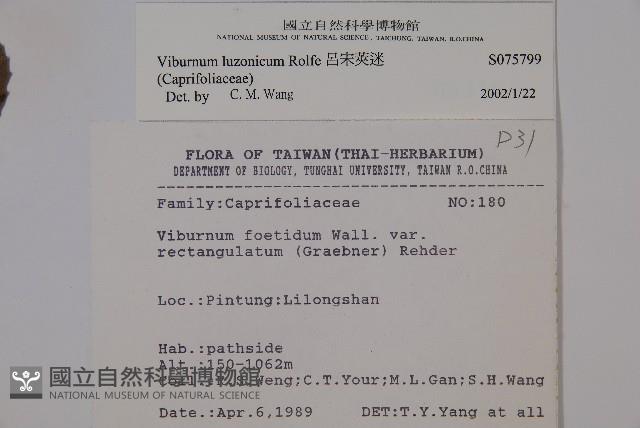 國立自然科學博物館
NATIONAL MUSEUM OF NATURAL SCIENCE, TAICHUNG, TAIWAN, R.O.CHINA
Viburnum luzonicum Rolfe 呂宋莢迷 S075799
(Caprifoliaceae)
Det. by C. M. Wang 2002/1/22
P31
FLORA OF TAIWAN(THAI-HERBARIUM)
DEPARTMENT OF BIOLOGY, TUNGHAI UNIVERSITY, TAIWAN R.O.CHINA
Family:Caprifoliaceae NO:180
Viburnum foetidum Wall. var.
rectangulatum (Graebner) Rehder
Loc.:Pintung:Lilongshan
Hab.:pathside
Alt.:150-1062m
Weng;C.T.Your;M.L.Gan;S.H.Wang
國立自然科學博物館
NATIONAL MUSEUM OF NATURAL SCIENCE
Date.:Apr.6,1989 DET:T.Y.Yang at all